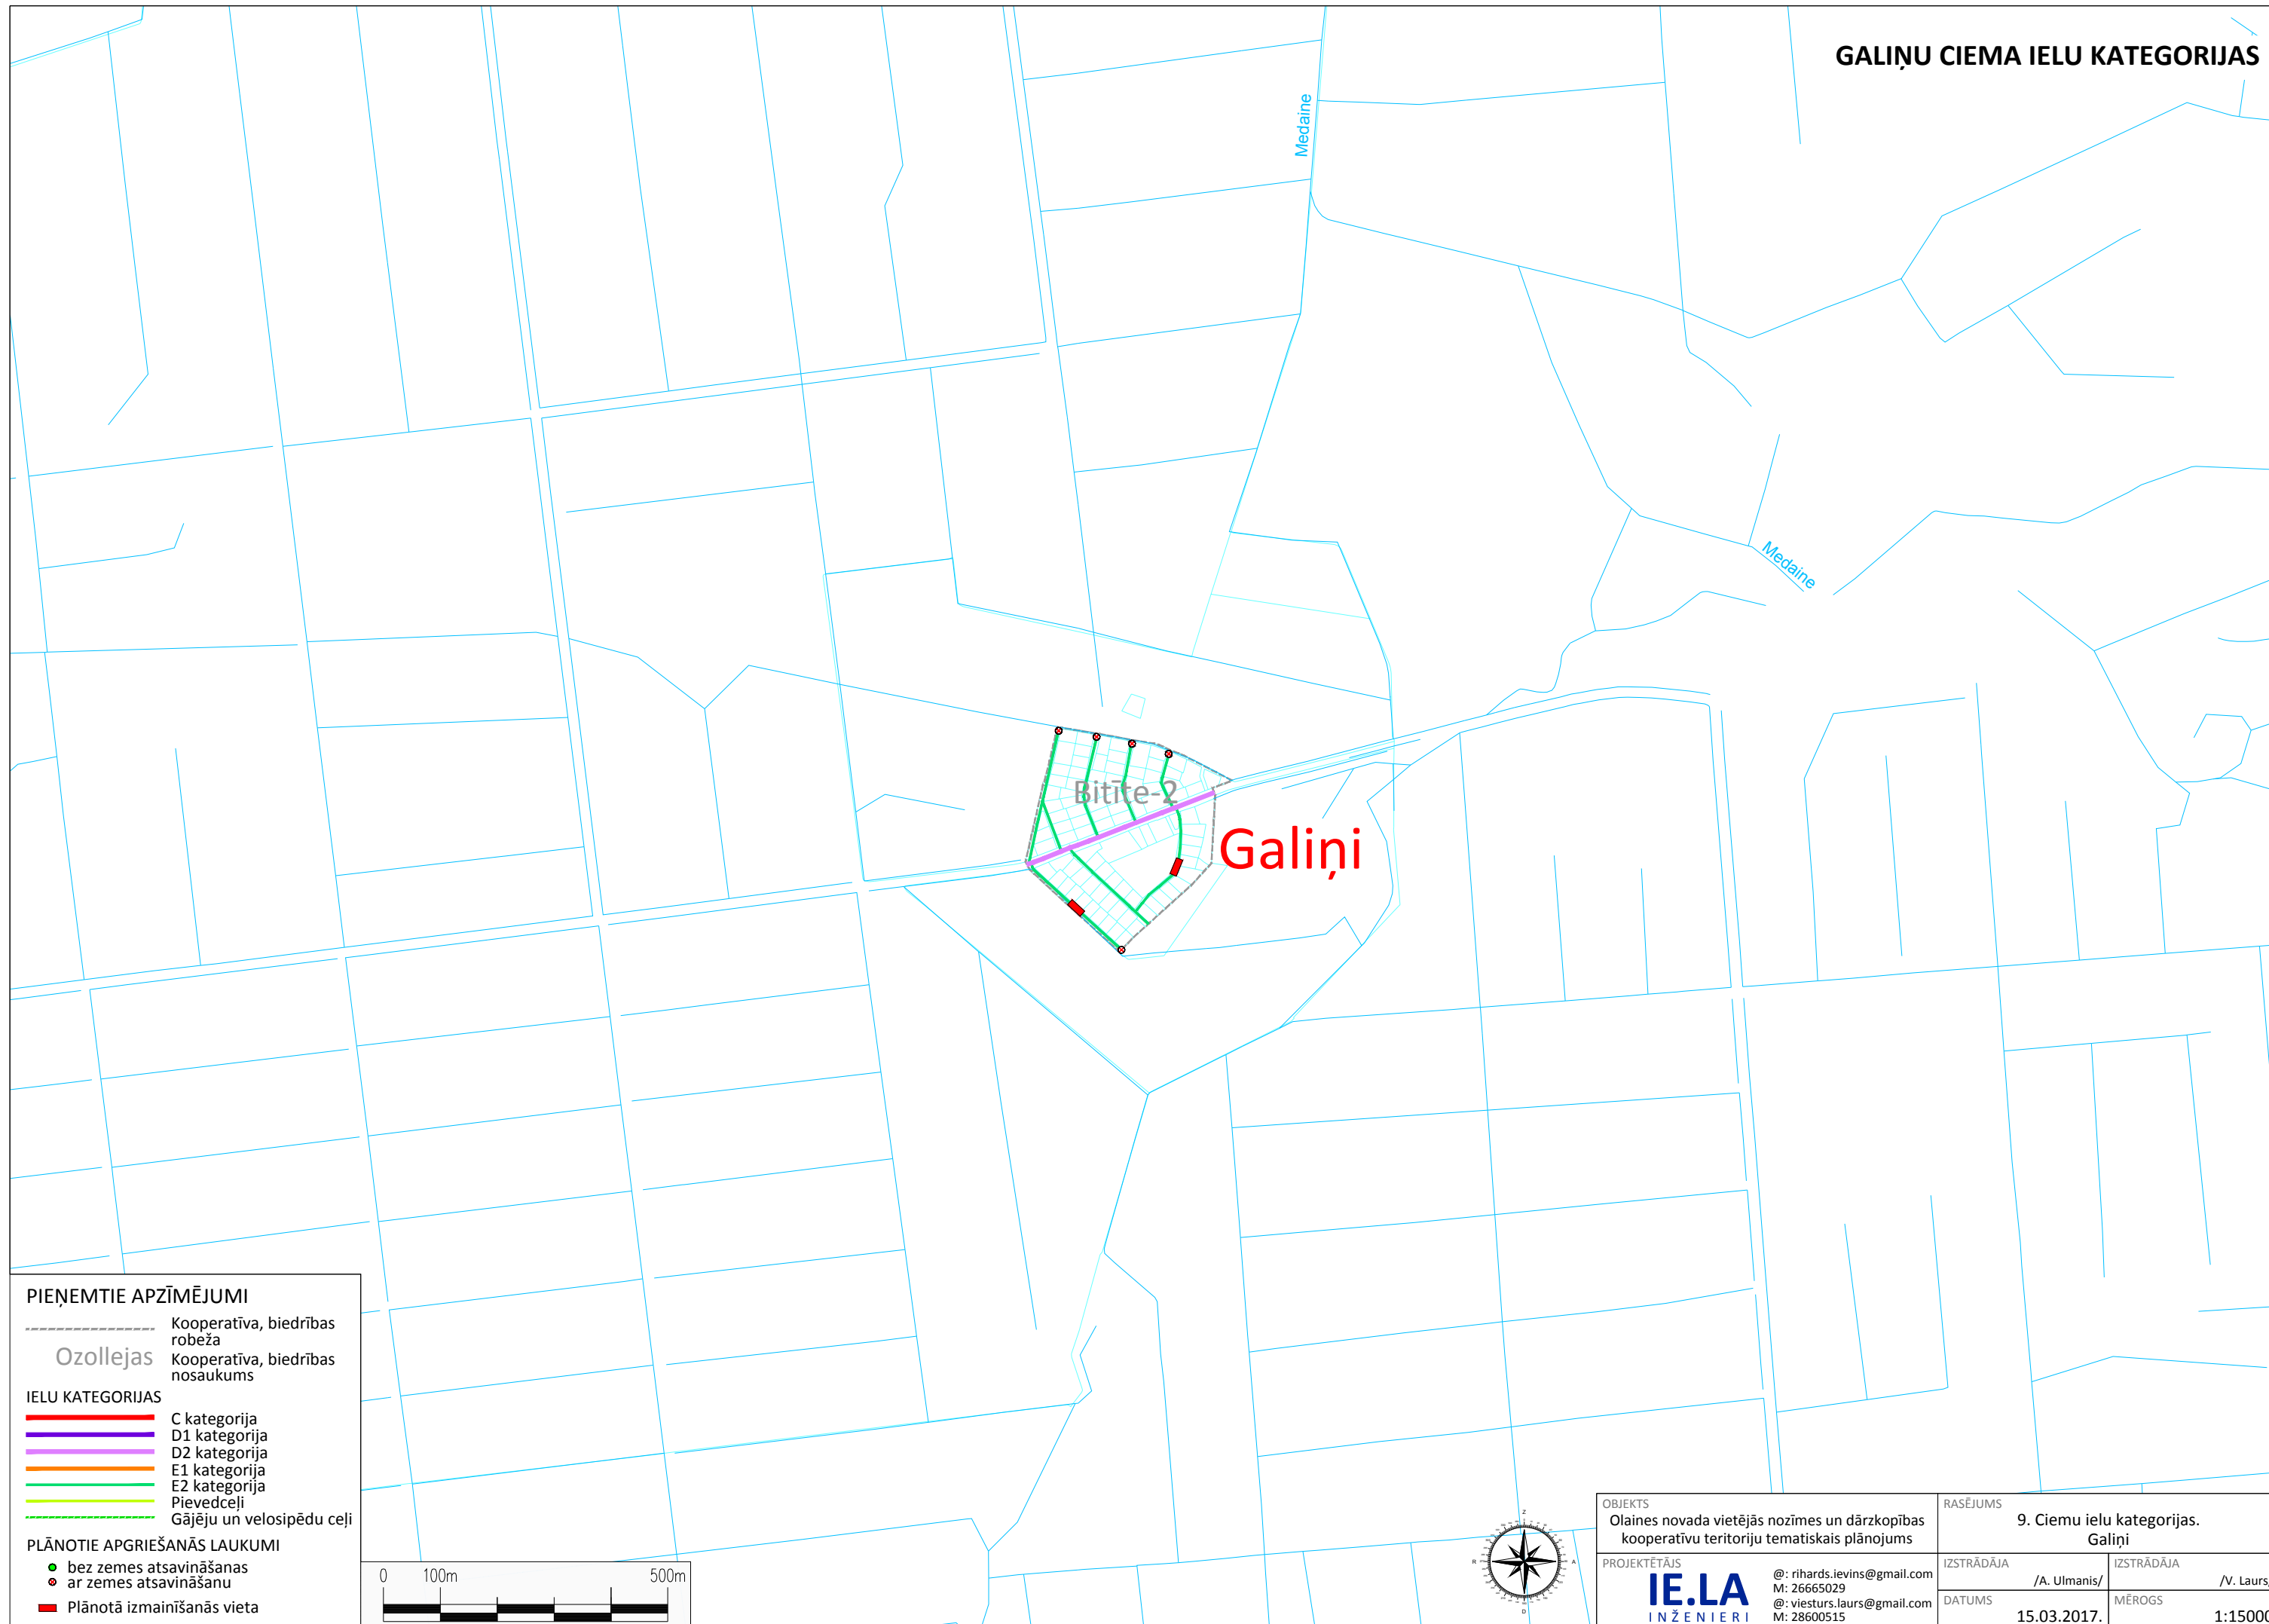 GALIŅU CIEMA IELU KATEGORIJAS
Medaine
Medaine
Bitīte-2
Galiņi
PIEŅEMTIE APZĪMĒJUMI
Kooperatīva, biedrības
robeža
Ozollejas
Kooperatīva, biedrības
nosaukums
IELU KATEGORIJAS
C kategorija
D1 kategorija
D2 kategorija
E1 kategorija
E2 kategorija
Pievedceļi
Gājēju un velosipēdu ceļi
PLĀNOTIE APGRIEŠANĀS LAUKUMI
bez zemes atsavināšanas
ar zemes atsavināšanu
Plānotā izmainīšanās vieta
0 100m 500m
Z
R A
D
OBJEKTS
Olaines novada vietējās nozīmes un dārzkopības
kooperatīvu teritoriju tematiskais plānojums
RASĒJUMS
9. Ciemu ielu kategorijas.
Galiņi
PROJEKTĒTĀJS
IE.LA
INŽENIERI
@: rihards.ievins@gmail.com
M: 26665029
@: viesturs.laurs@gmail.com
M: 28600515
IZSTRĀDĀJA
/A. Ulmanis/
IZSTRĀDĀJA
/V. Laurs/
DATUMS
15.03.2017.
MĒROGS
1:15000